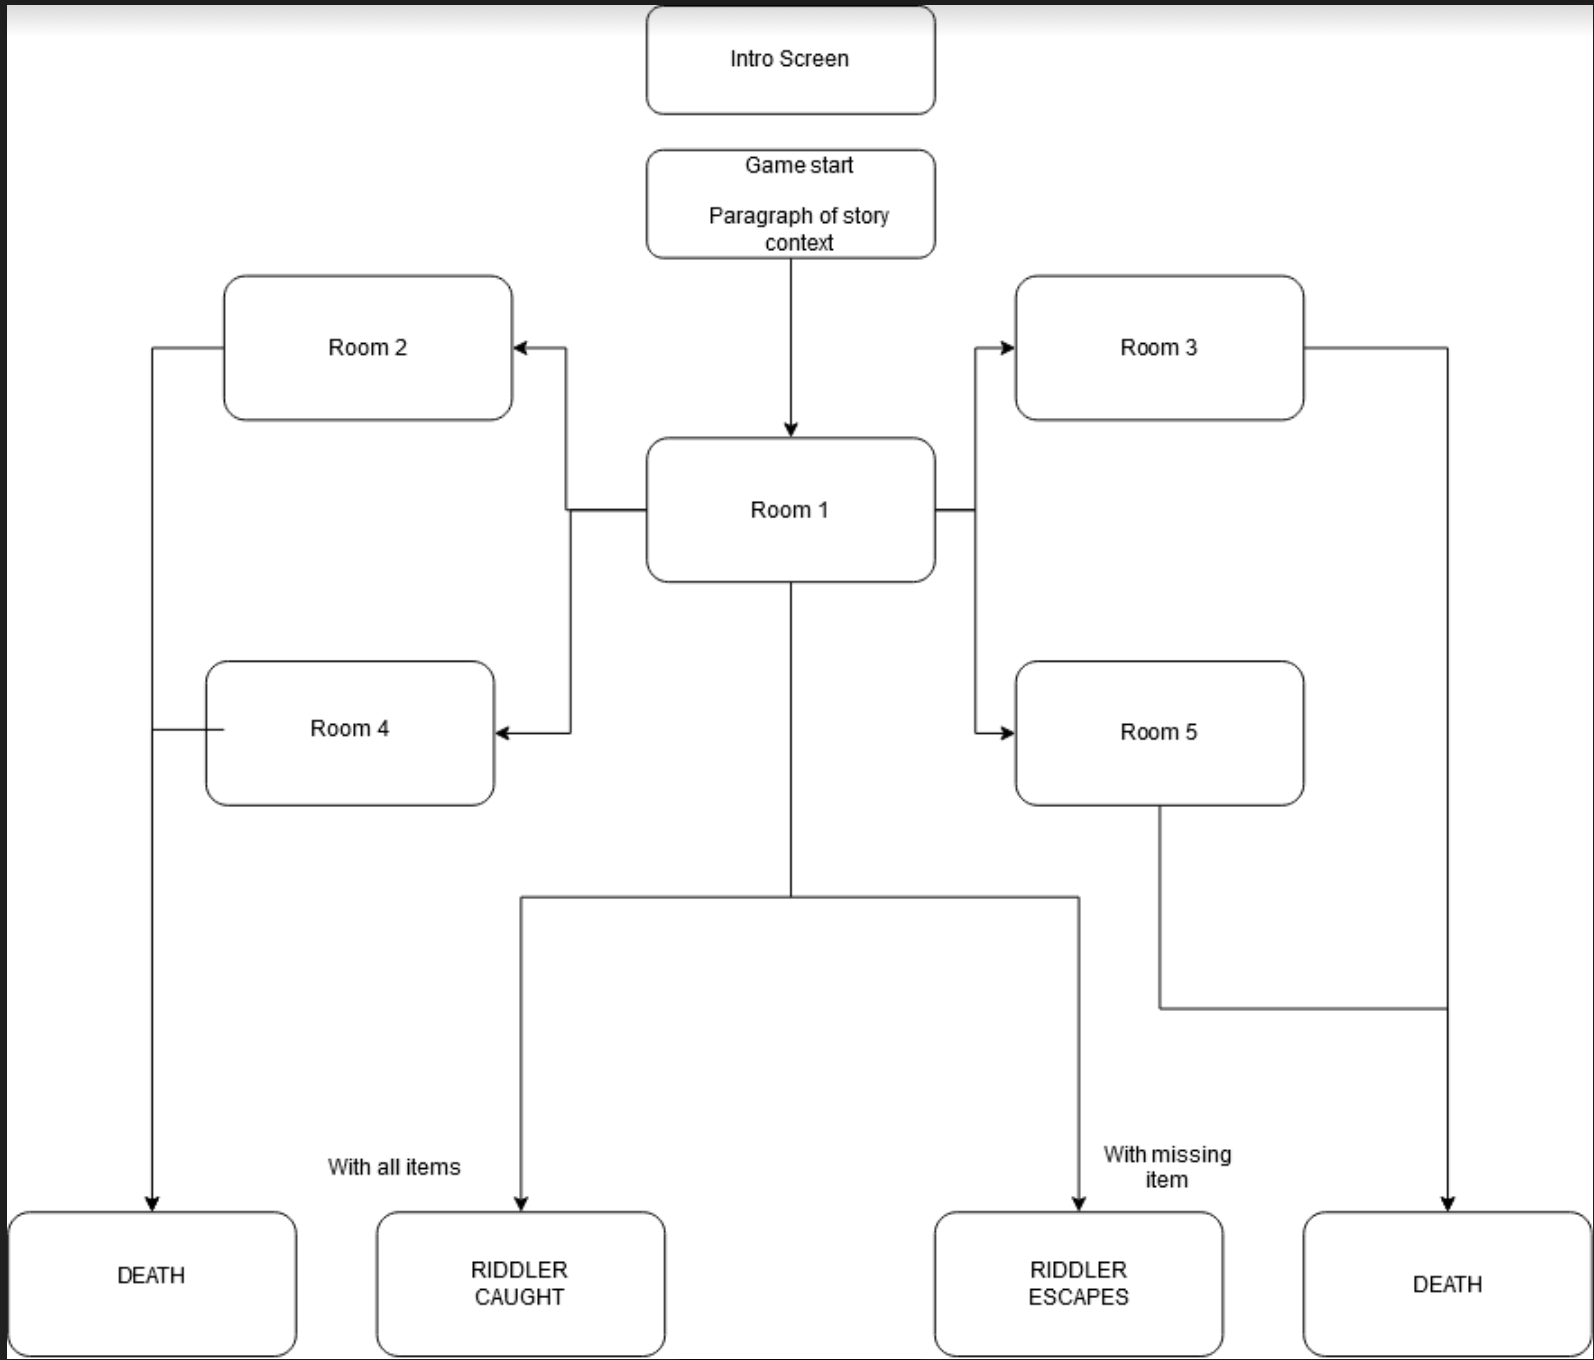 Intro Screen
Game start
Paragraph of story
context
Room 2
Room 3
Room 1
Room 4
Room 5
With all items
With missing
item
DEATH
RIDDLER
CAUGHT
RIDDLER
ESCAPES
DEATH